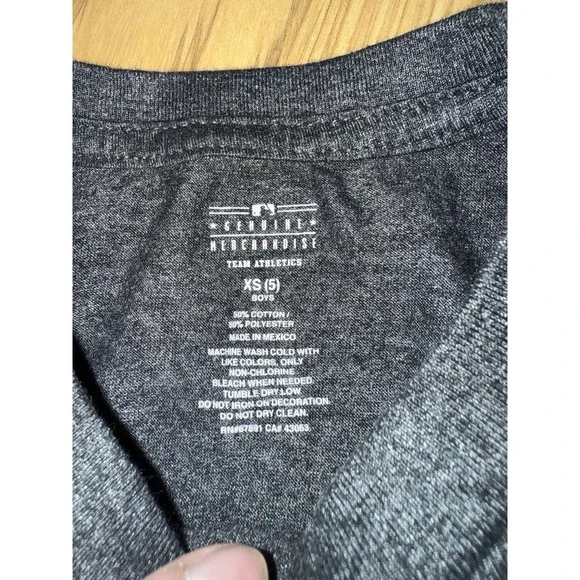 GENUINE
MERCHANDISE
TEAM ATHLETICS
XS (5)
BOYS
50% COTTON /
50% POLYESTER
MADE IN MEXICO
MACHINE WASH COLD WITH
LIKE COLORS, ONLY
NON-CHLORINE
BLEACH WHEN NEEDED.
TUMBLE DRY LOW.
DO NOT IRON ON DECORATION.
DO NOT DRY CLEAN.
RN#67891 CA# 43063